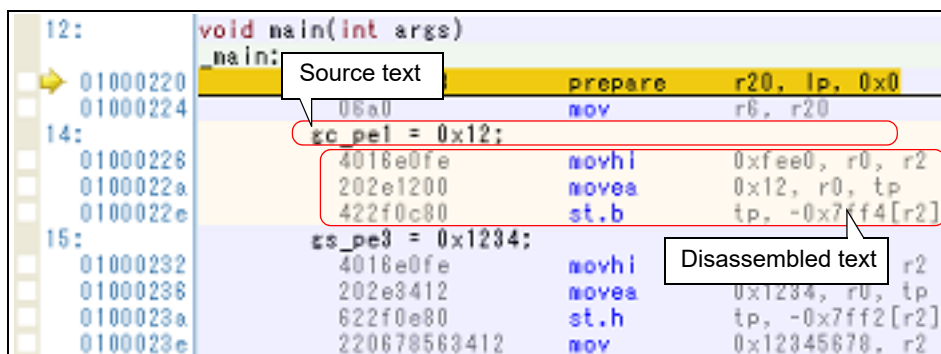 12: void main(int args)
_main:
Source text
01000220 prepare r20, lp, 0x0
01000224 06a0 mov r6, r20
14: gc_pe1 = 0x12;
01000226 4016e0fe movhi 0xfee0, r0, r2
0100022a 202e1200 movea 0x12, r0, tp
0100022e 422f0c80 st.b tp, -0x7ff4[r2]
15: gs_pe3 = 0x1234;
Disassembled text
01000232 4016e0fe movhi r2
01000236 202e3412 movea 0x1234, r0, tp
0100023a 622f0e80 st.h tp, -0x7ff2[r2]
0100023e 220678563412 mov 0x12345678, r2